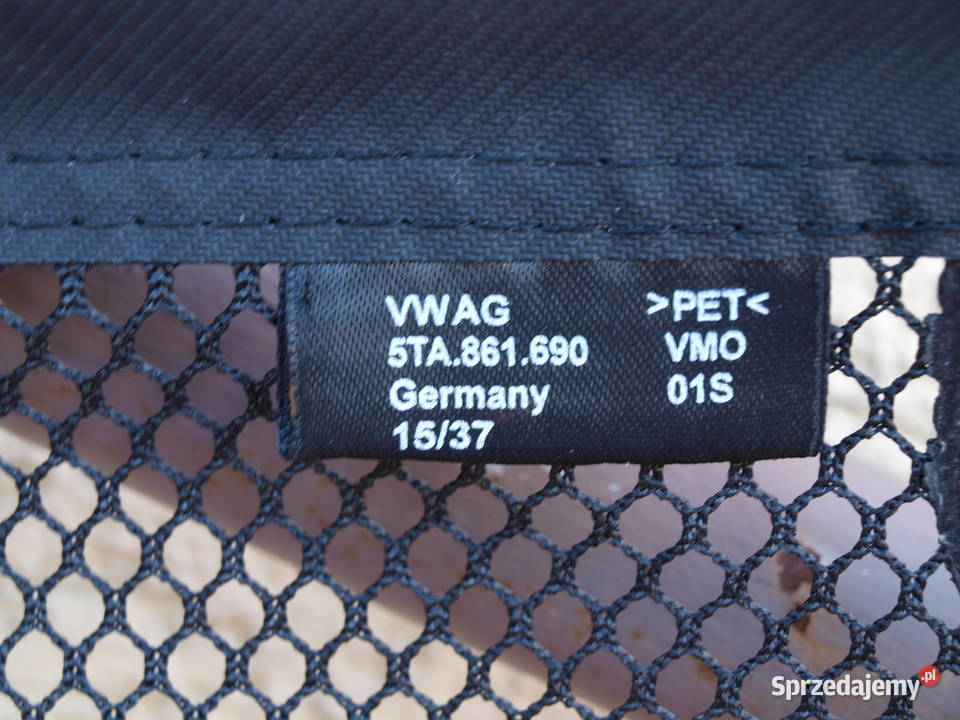 VWAG
5TA.861.690
Germany
15/37
>PET<
VMO
01S
Sprzedajemy.pl